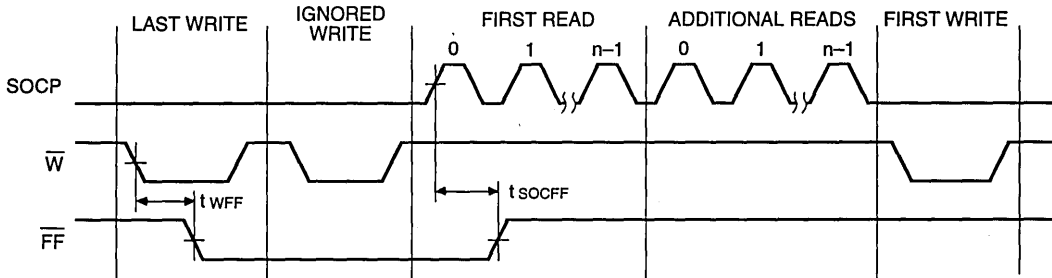 LAST WRITE
IGNORED
WRITE
FIRST READ
ADDITIONAL READS
FIRST WRITE
0 1 n–1 0 1 n–1
SOCP
W̅
t WFF
t SOCFF
F̅F̅